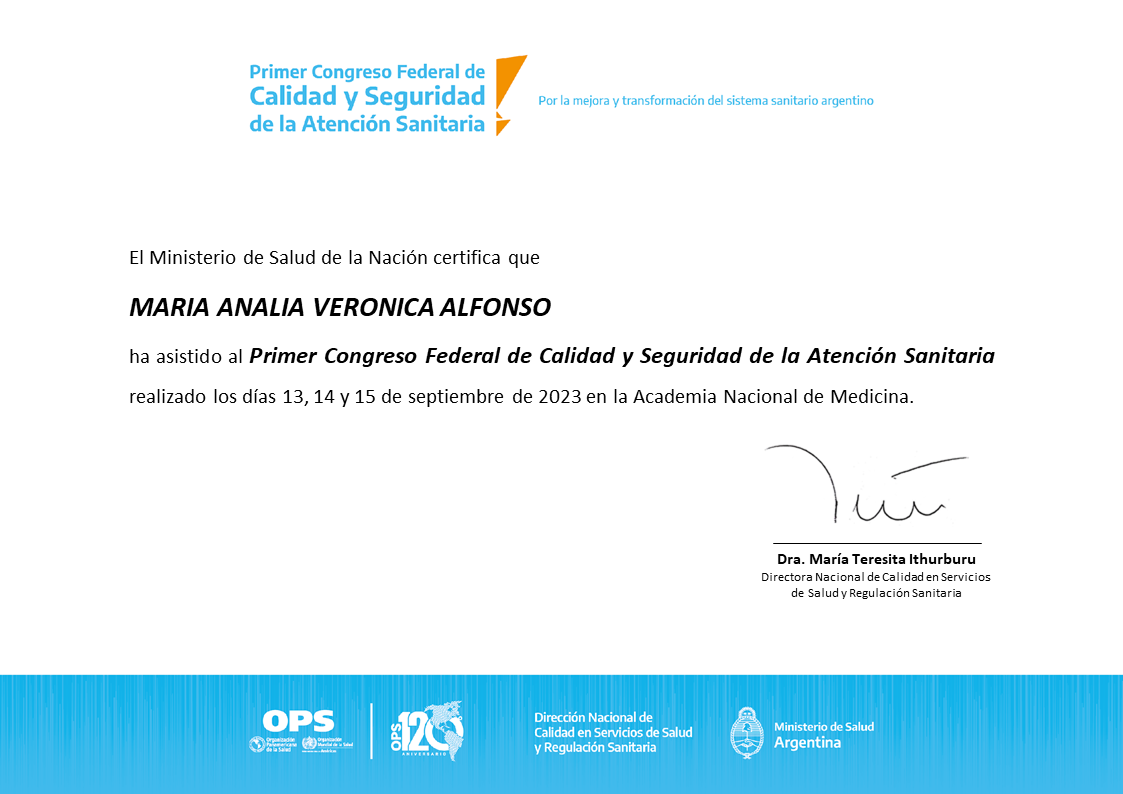 Primer Congreso Federal de
Calidad y Seguridad
de la Atención Sanitaria
Por la mejora y transformación del sistema sanitario argentino
El Ministerio de Salud de la Nación certifica que
MARIA ANALIA VERONICA ALFONSO
ha asistido al Primer Congreso Federal de Calidad y Seguridad de la Atención Sanitaria
realizado los días 13, 14 y 15 de septiembre de 2023 en la Academia Nacional de Medicina.
Dra. María Teresita Ithurburu
Directora Nacional de Calidad en Servicios
de Salud y Regulación Sanitaria
OPS
Organización
Panamericana
de la Salud
Organización
Mundial de la Salud
OPS
120
ANIVERSARIO
Dirección Nacional de
Calidad en Servicios de Salud
y Regulación Sanitaria
Ministerio de Salud
Argentina